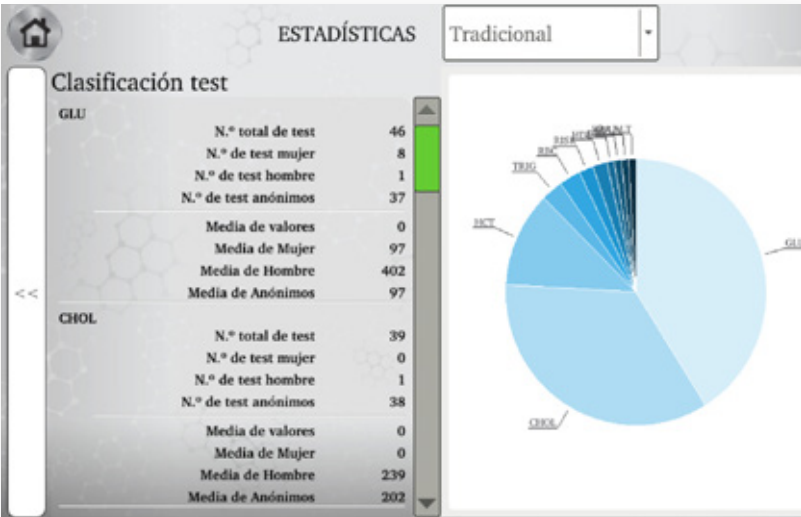 ESTADÍSTICAS
Tradicional
Clasificación test
GLU
N.º total de test 46
N.º de test mujer 8
N.º de test hombre 1
N.º de test anónimos 37
Media de valores 0
Media de Mujer 97
Media de Hombre 402
Media de Anónimos 97
CHOL
N.º total de test 39
N.º de test mujer 0
N.º de test hombre 1
N.º de test anónimos 38
Media de valores 0
Media de Mujer 0
Media de Hombre 239
Media de Anónimos 202
<<
TRIG
HCT
CHOL